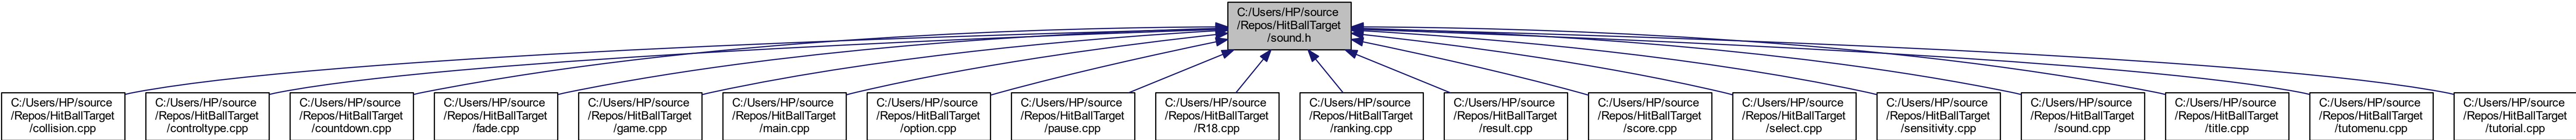 C:/Users/HP/source
/Repos/HitBallTarget
/sound.h
C:/Users/HP/source
/Repos/HitBallTarget
/collision.cpp
C:/Users/HP/source
/Repos/HitBallTarget
/controltype.cpp
C:/Users/HP/source
/Repos/HitBallTarget
/countdown.cpp
C:/Users/HP/source
/Repos/HitBallTarget
/fade.cpp
C:/Users/HP/source
/Repos/HitBallTarget
/game.cpp
C:/Users/HP/source
/Repos/HitBallTarget
/main.cpp
C:/Users/HP/source
/Repos/HitBallTarget
/option.cpp
C:/Users/HP/source
/Repos/HitBallTarget
/pause.cpp
C:/Users/HP/source
/Repos/HitBallTarget
/R18.cpp
C:/Users/HP/source
/Repos/HitBallTarget
/ranking.cpp
C:/Users/HP/source
/Repos/HitBallTarget
/result.cpp
C:/Users/HP/source
/Repos/HitBallTarget
/score.cpp
C:/Users/HP/source
/Repos/HitBallTarget
/select.cpp
C:/Users/HP/source
/Repos/HitBallTarget
/sensitivity.cpp
C:/Users/HP/source
/Repos/HitBallTarget
/sound.cpp
C:/Users/HP/source
/Repos/HitBallTarget
/title.cpp
C:/Users/HP/source
/Repos/HitBallTarget
/tutomenu.cpp
C:/Users/HP/source
/Repos/HitBallTarget
/tutorial.cpp